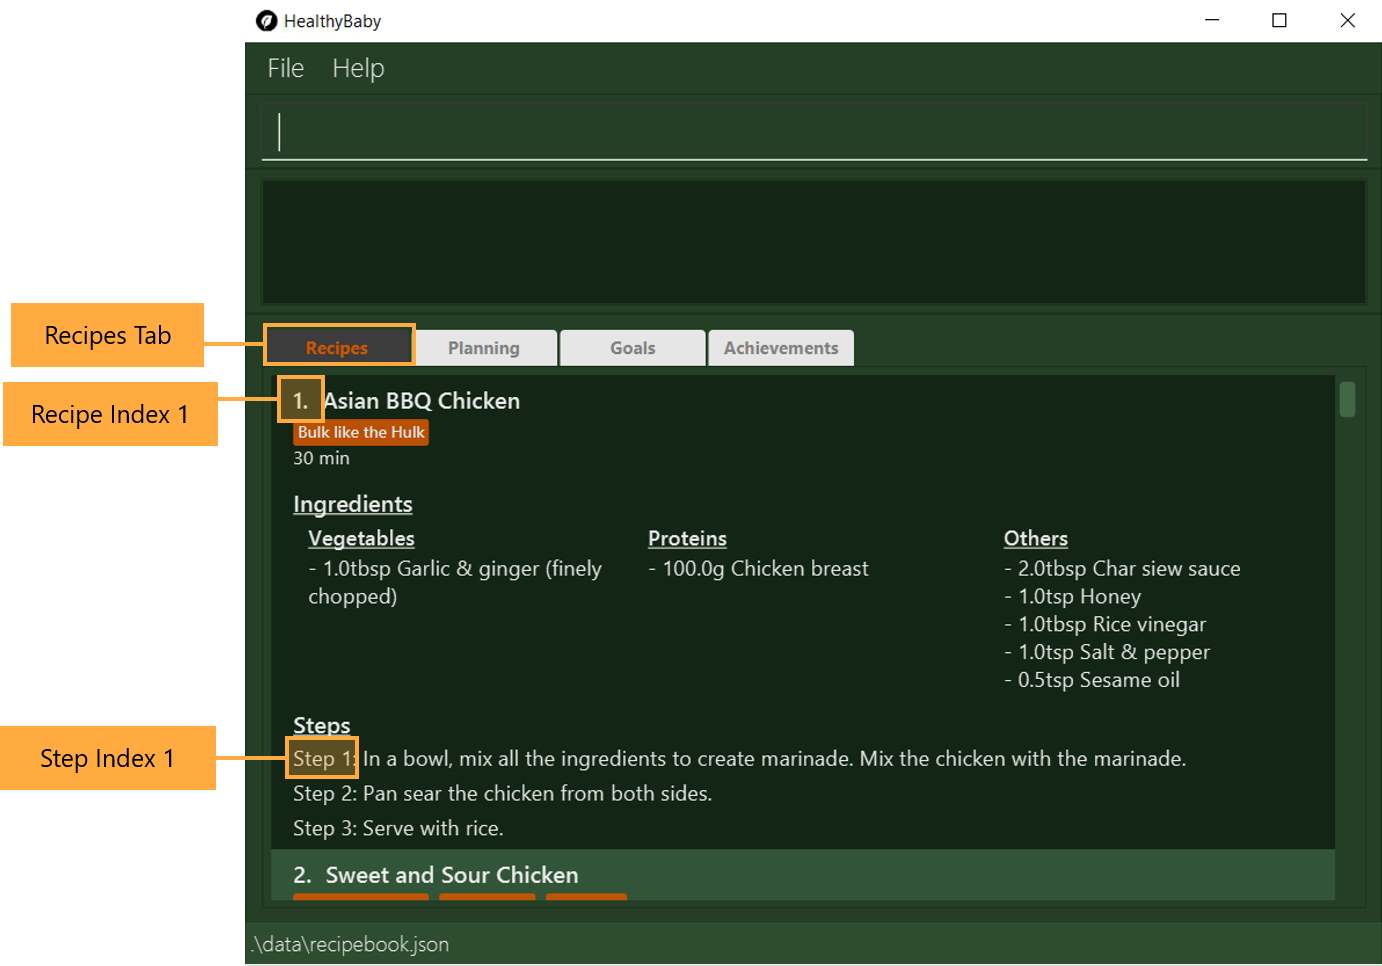 HealthyBaby
File Help
Recipes Tab
Recipes Planning Goals Achievements
Recipe Index 1
1. Asian BBQ Chicken
Bulk like the Hulk
30 min
Ingredients
Vegetables
- 1.0tbsp Garlic & ginger (finely
chopped)
Proteins
- 100.0g Chicken breast
Others
- 2.0tbsp Char siew sauce
- 1.0tsp Honey
- 1.0tbsp Rice vinegar
- 1.0tsp Salt & pepper
- 0.5tsp Sesame oil
Steps
Step Index 1
Step 1: In a bowl, mix all the ingredients to create marinade. Mix the chicken with the marinade.
Step 2: Pan sear the chicken from both sides.
Step 3: Serve with rice.
2. Sweet and Sour Chicken
.\data\recipebook.json